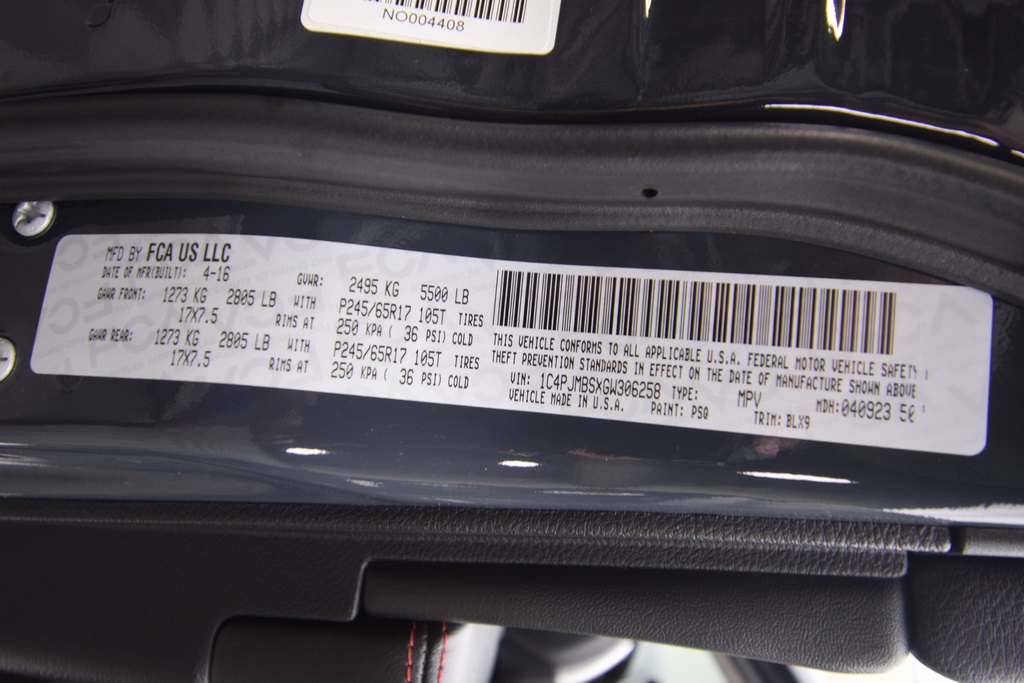 NO004408
MFD BY FCA US LLC
DATE OF MFR(BUILT): 4-16 GVWR: 2495 KG 5500 LB
GAWR FRONT: 1273 KG 2805 LB WITH P245/65R17 105T TIRES
17X7.5 RIMS AT 250 KPA ( 36 PSI) COLD
GAWR REAR: 1273 KG 2805 LB WITH P245/65R17 105T TIRES
17X7.5 RIMS AT 250 KPA ( 36 PSI) COLD
THIS VEHICLE CONFORMS TO ALL APPLICABLE U.S.A. FEDERAL MOTOR VEHICLE SAFETY
THEFT PREVENTION STANDARDS IN EFFECT ON THE DATE OF MANUFACTURE SHOWN ABOVE
VIN: 1C4PJMBSXGW306258 TYPE: MPV MDH:040923
VEHICLE MADE IN U.S.A. PAINT: PSQ TRIM: BLX9